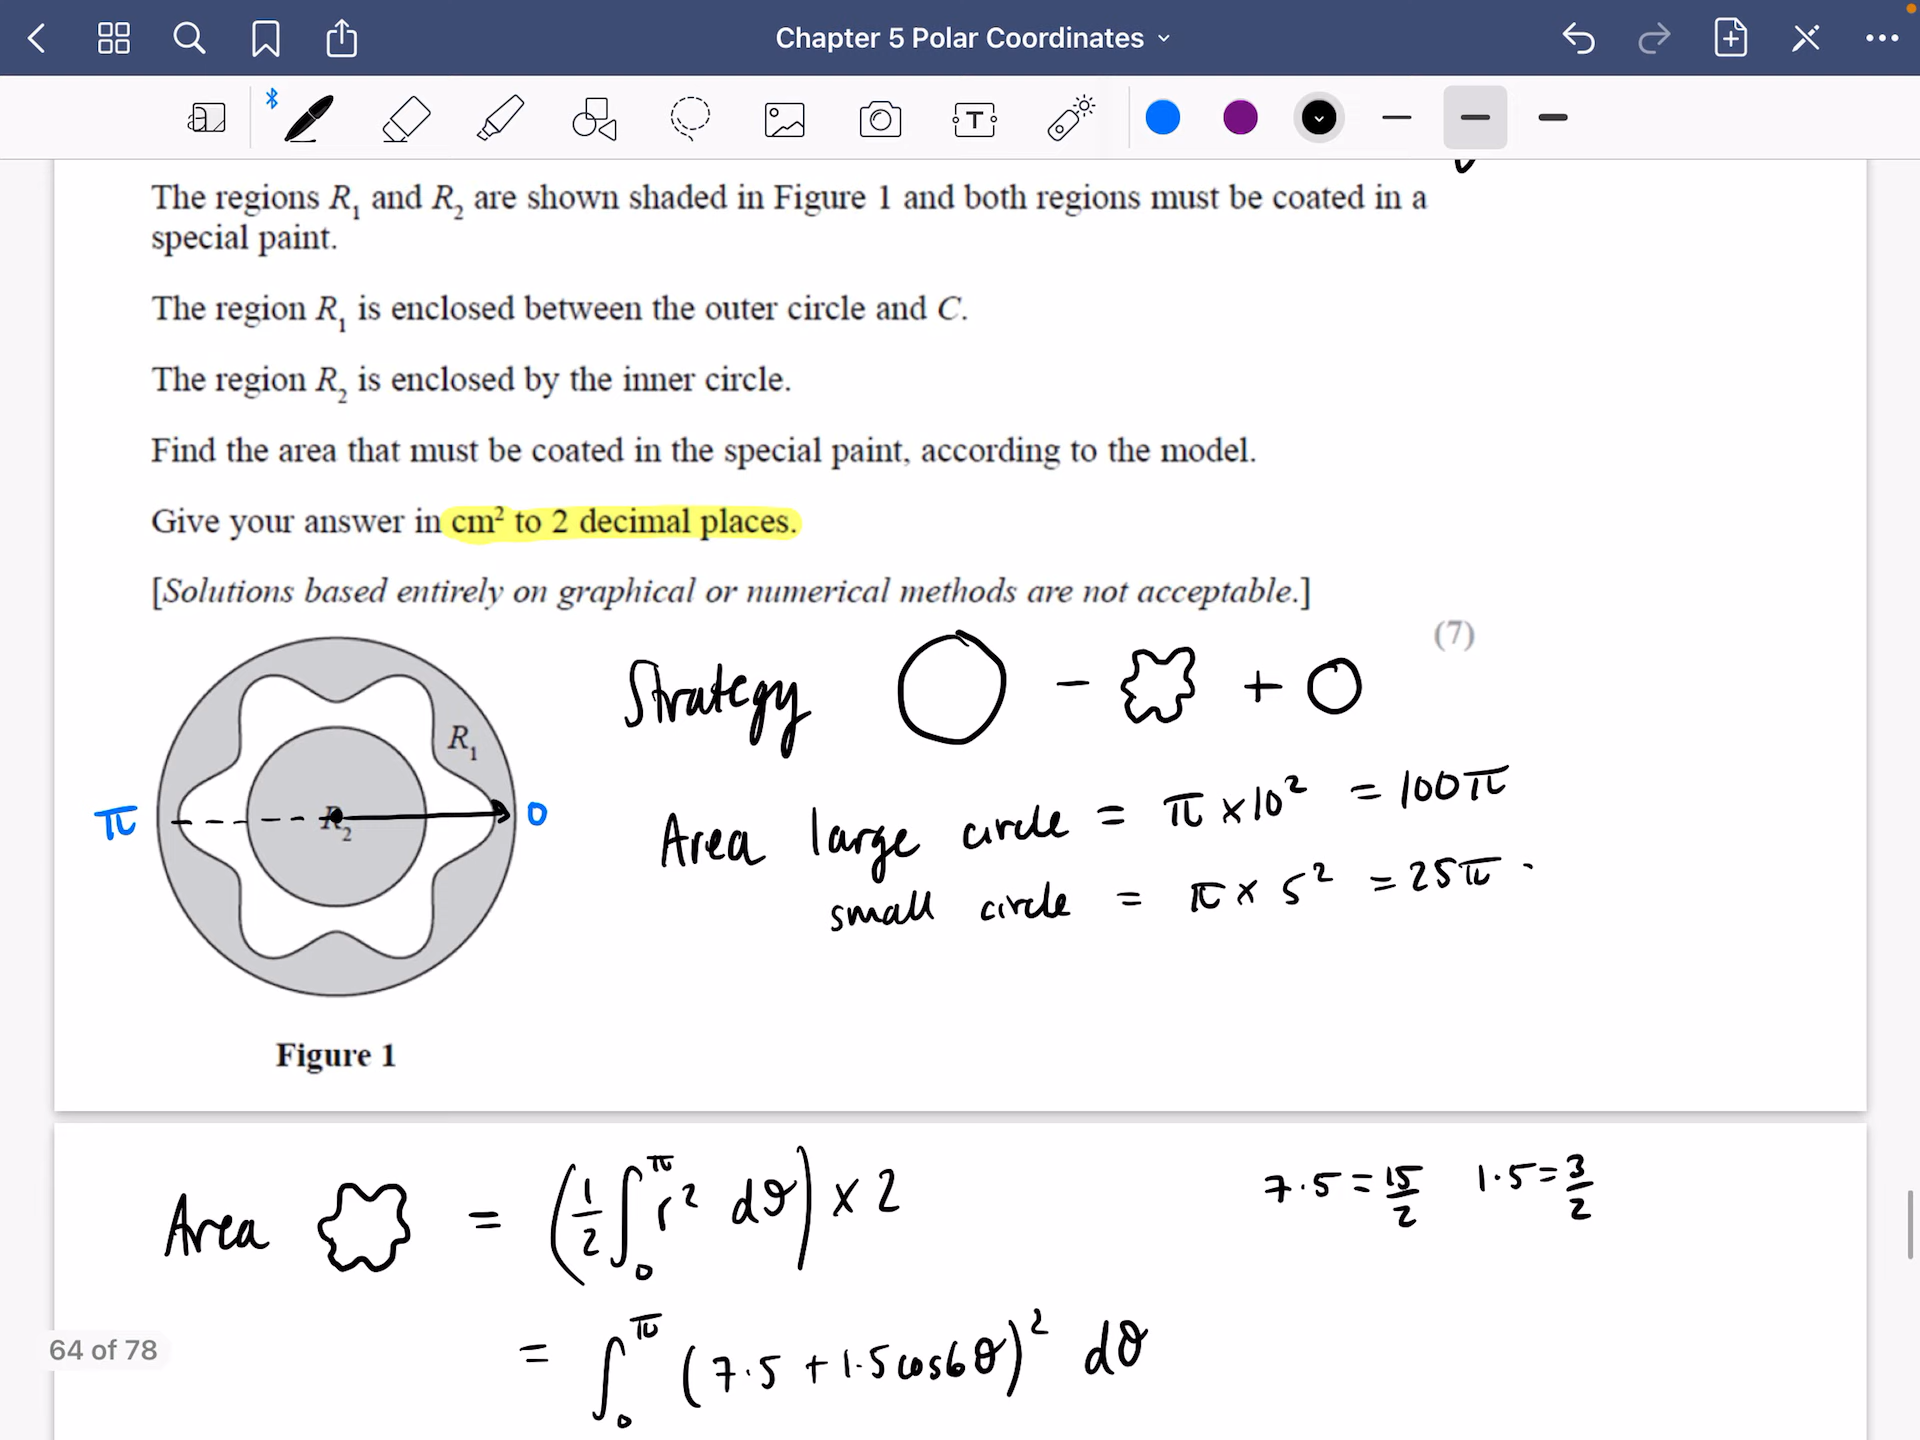 Chapter 5 Polar Coordinates
The regions R₁ and R₂ are shown shaded in Figure 1 and both regions must be coated in a
special paint.
The region R₁ is enclosed between the outer circle and C.
The region R₂ is enclosed by the inner circle.
Find the area that must be coated in the special paint, according to the model.
Give your answer in cm² to 2 decimal places.
[Solutions based entirely on graphical or numerical methods are not acceptable.]
(7)
Strategy - +
R₁
π R₂ 0
Area large circle = π × 10² = 100π
small circle = π × 5² = 25π
Figure 1
Area = (1/2 ∫₀^π r² dθ) × 2
7.5 = 15/2 1.5 = 3/2
= ∫₀^π (7.5 + 1.5 cos6θ)² dθ
64 of 78